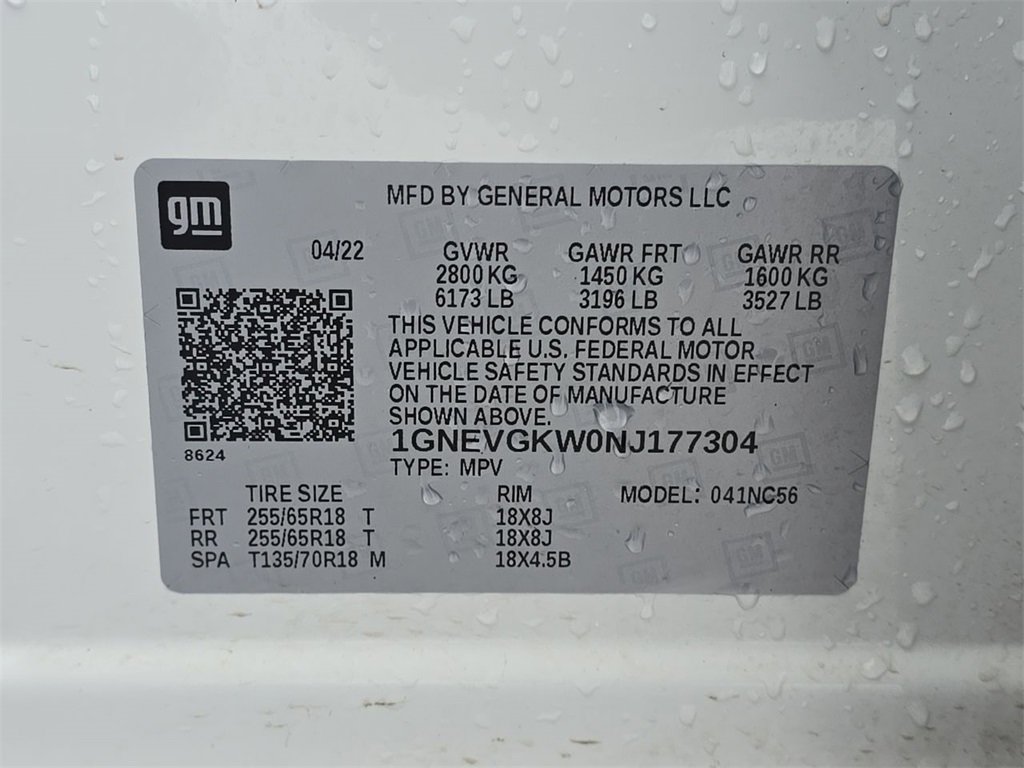 gm
MFD BY GENERAL MOTORS LLC
04/22 GVWR GAWR FRT GAWR RR
2800 KG 1450 KG 1600 KG
6173 LB 3196 LB 3527 LB
THIS VEHICLE CONFORMS TO ALL
APPLICABLE U.S. FEDERAL MOTOR
VEHICLE SAFETY STANDARDS IN EFFECT
ON THE DATE OF MANUFACTURE
SHOWN ABOVE.
1GNEVGKW0NJ177304
8624
TYPE: MPV
TIRE SIZE RIM MODEL: 041NC56
FRT 255/65R18 T 18X8J
RR 255/65R18 T 18X8J
SPA T135/70R18 M 18X4.5B